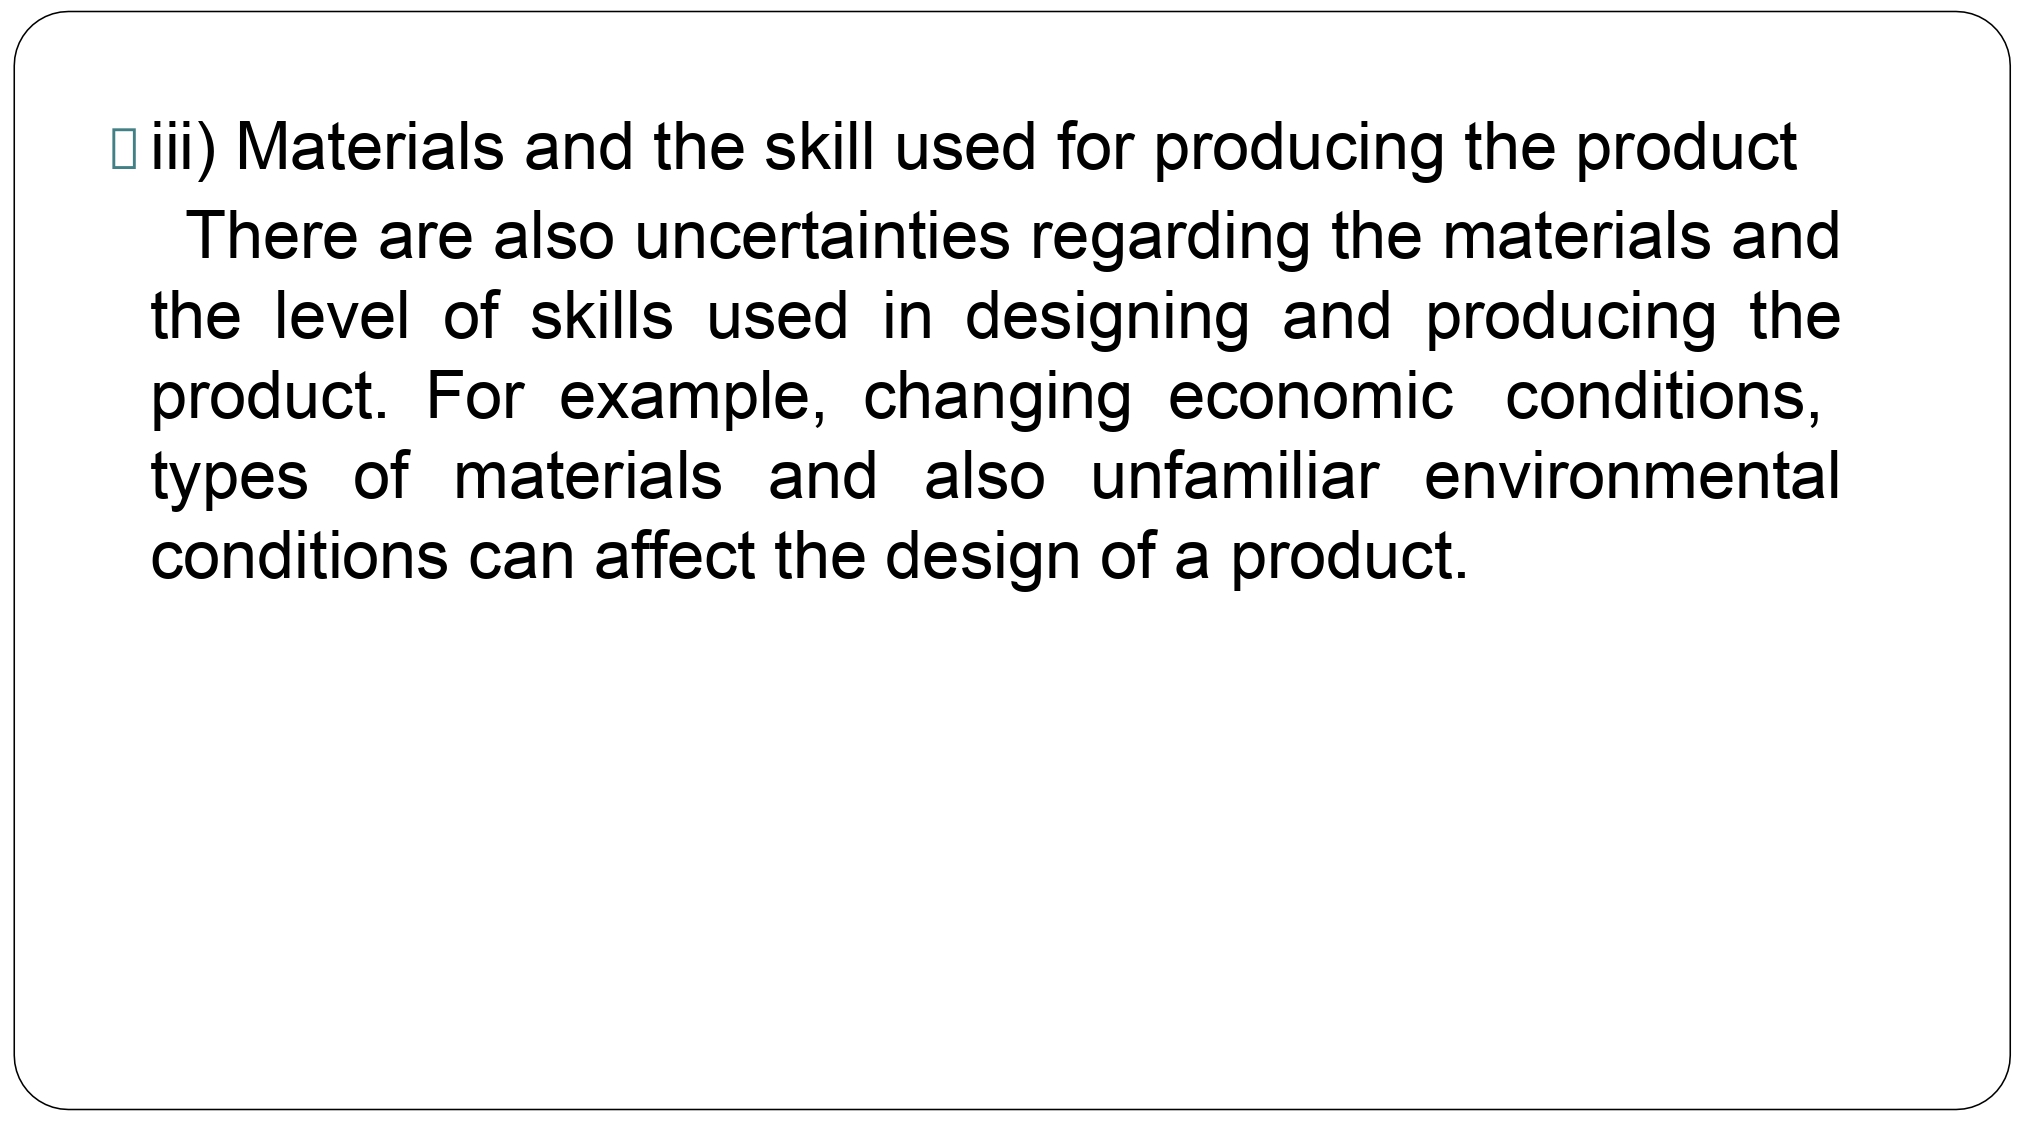 iii) Materials and the skill used for producing the product
There are also uncertainties regarding the materials and
the level of skills used in designing and producing the
product. For example, changing economic conditions,
types of materials and also unfamiliar environmental
conditions can affect the design of a product.